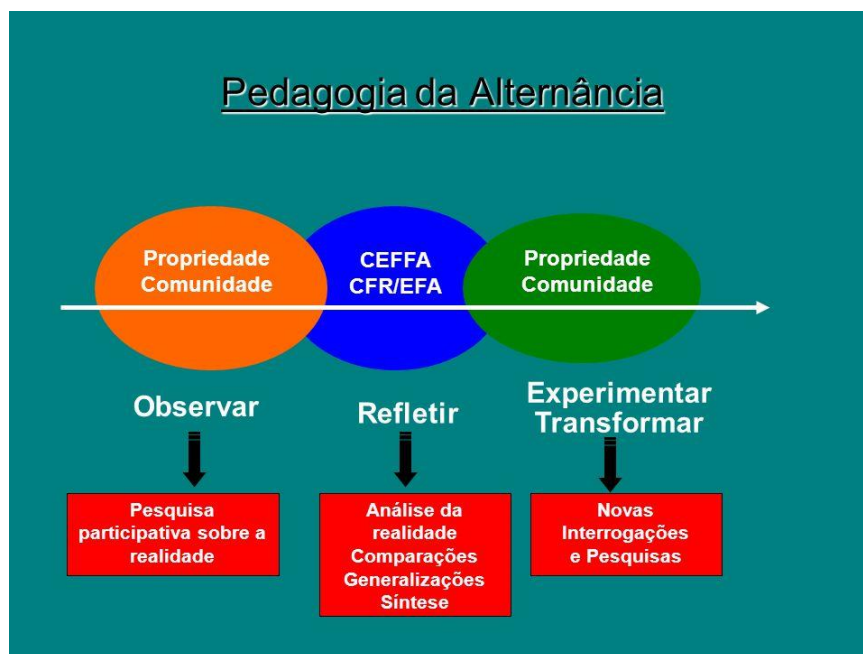 Pedagogia da Alternância
Propriedade
Comunidade
CEFFA
CFR/EFA
Propriedade
Comunidade
Observar
Refletir
Experimentar
Transformar
Pesquisa
participativa sobre a
realidade
Análise da
realidade
Comparações
Generalizações
Síntese
Novas
Interrogações
e Pesquisas